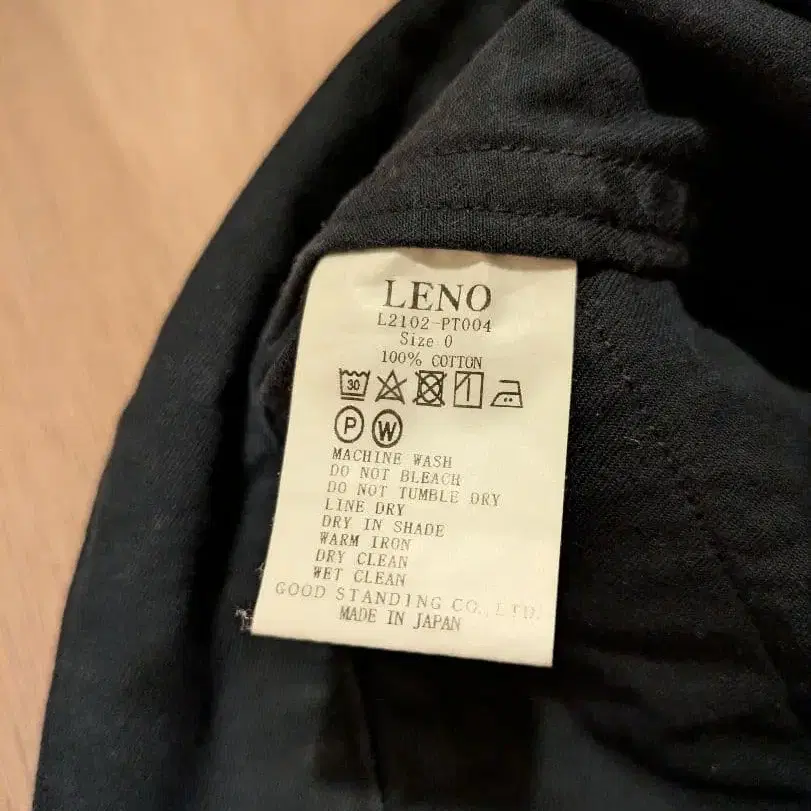 LENO
L2102-PT004
Size 0
100% COTTON
30
P W
MACHINE WASH
DO NOT BLEACH
DO NOT TUMBLE DRY
LINE DRY
DRY IN SHADE
WARM IRON
DRY CLEAN
WET CLEAN
GOOD STANDING CO., LTD.
MADE IN JAPAN